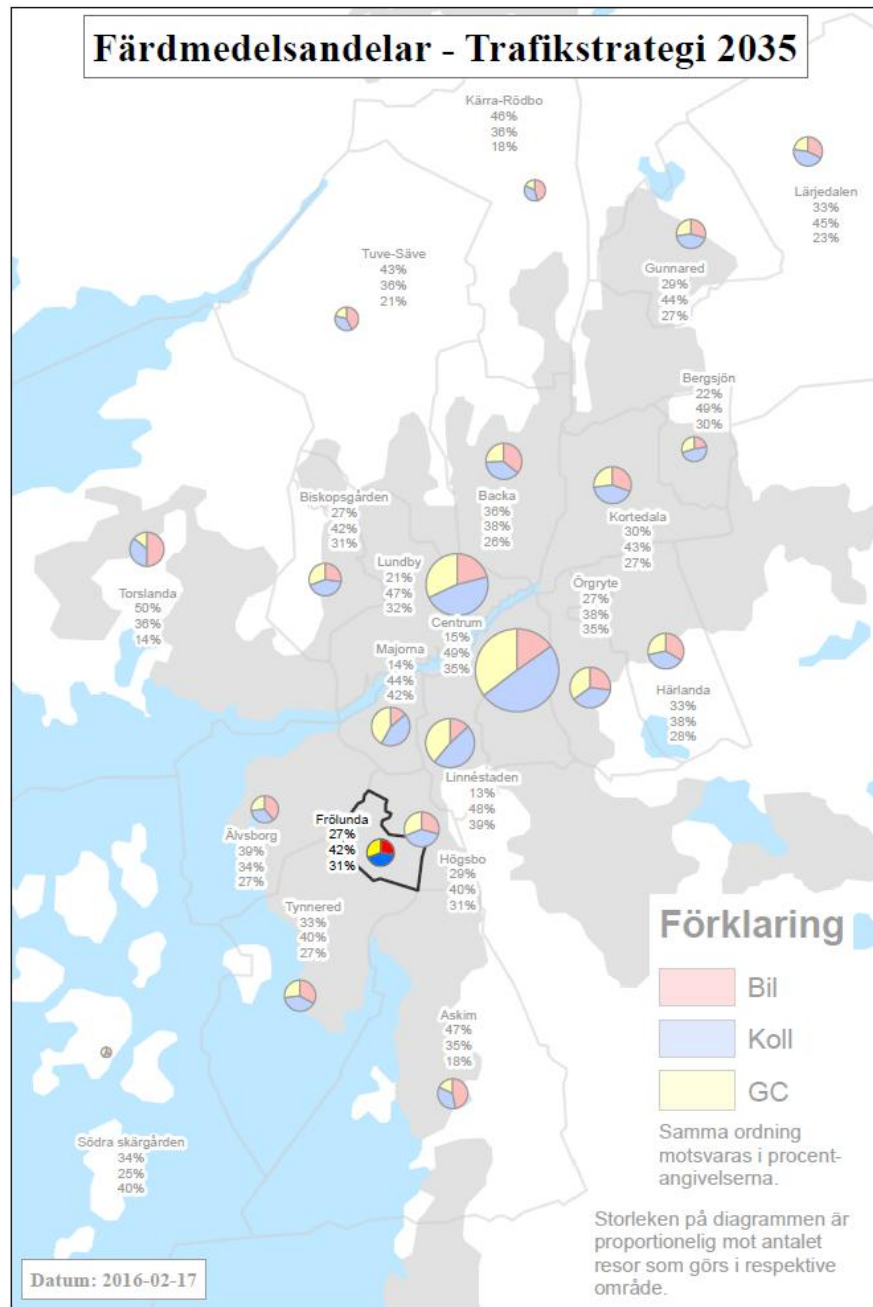 Färdmedelsandelar - Trafikstrategi 2035
Kärra-Rödbo
46%
36%
18%
Lärjedalen
33%
45%
23%
Tuve-Säve
43%
36%
21%
Gunnared
29%
44%
27%
Bergsjön
22%
49%
30%
Biskopsgården
27%
42%
31%
Backa
36%
38%
26%
Kortedala
30%
43%
27%
Torslanda
50%
36%
14%
Lundby
21%
47%
32%
Örgryte
27%
38%
35%
Centrum
15%
49%
35%
Majorna
14%
44%
42%
Härlanda
33%
38%
28%
Linnéstaden
13%
48%
39%
Älvsborg
39%
34%
27%
Frölunda
27%
42%
31%
Högsbo
29%
40%
31%
Tynnered
33%
40%
27%
Askim
47%
35%
18%
Södra skärgården
34%
25%
40%
Förklaring
Bil
Koll
GC
Samma ordning
motsvaras i procent-
angivelserna.
Storleken på diagrammen är
proportionelig mot antalet
resor som görs i respektive
område.
Datum: 2016-02-17